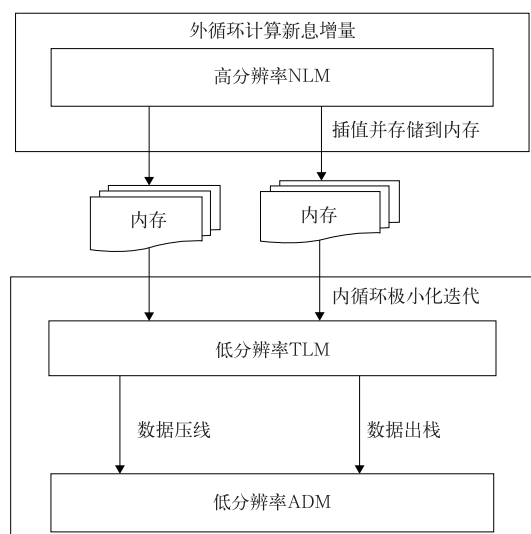 外循环计算新息增量
高分辨率NLM
插值并存储到内存
内存
内存
内循环极小化迭代
低分辨率TLM
数据压线
数据出栈
低分辨率ADM